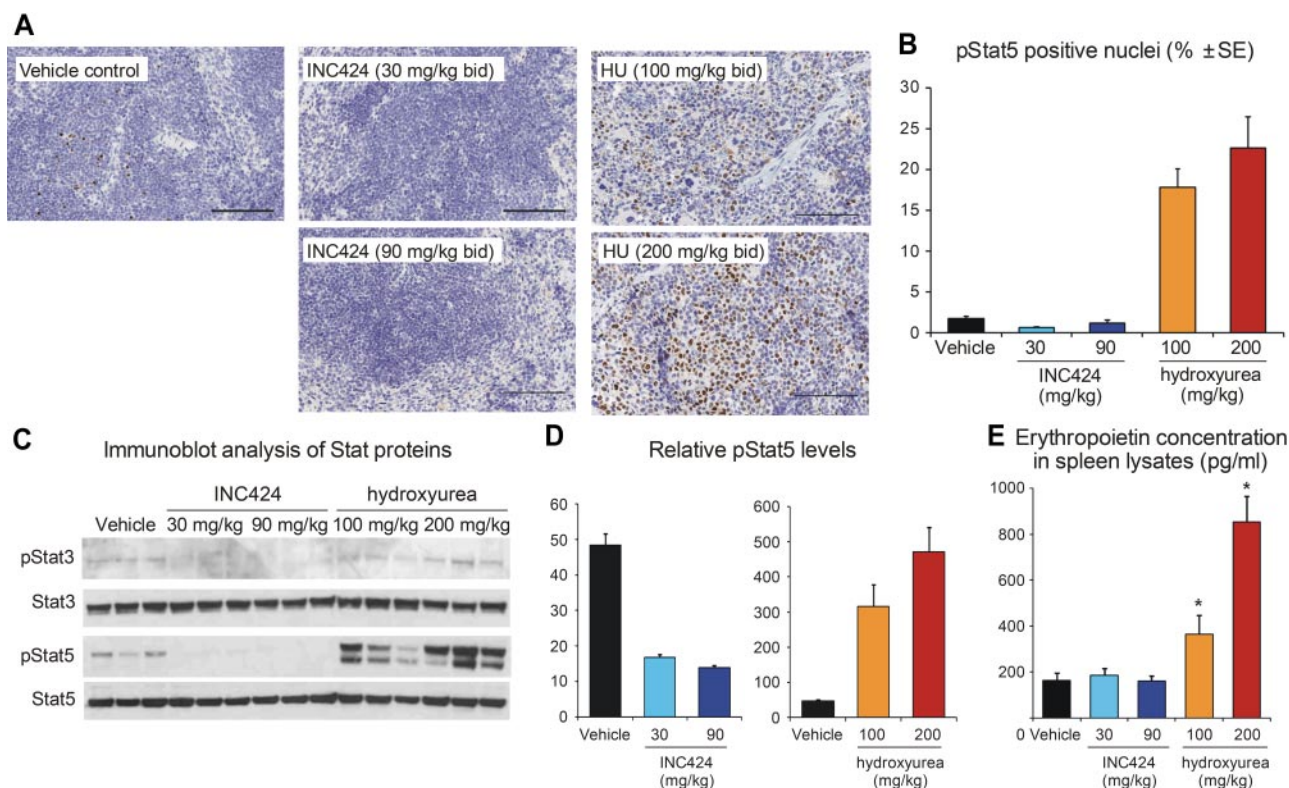 A
Vehicle control
INC424 (30 mg/kg bid)
HU (100 mg/kg bid)
INC424 (90 mg/kg bid)
HU (200 mg/kg bid)
B
pStat5 positive nuclei (% ±SE)
30
25
20
15
10
5
0
Vehicle
30
90
100
200
INC424
(mg/kg)
hydroxyurea
(mg/kg)
C
Immunoblot analysis of Stat proteins
INC424
hydroxyurea
Vehicle
30 mg/kg
90 mg/kg
100 mg/kg
200 mg/kg
pStat3
Stat3
pStat5
Stat5
D
Relative pStat5 levels
60
50
40
30
20
10
0
Vehicle
30
90
INC424
(mg/kg)
600
500
400
300
200
100
0
Vehicle
100
200
hydroxyurea
(mg/kg)
E
Erythropoietin concentration
in spleen lysates (pg/ml)
1000
800
600
400
200
0
*
*
Vehicle
30
90
100
200
INC424
(mg/kg)
hydroxyurea
(mg/kg)